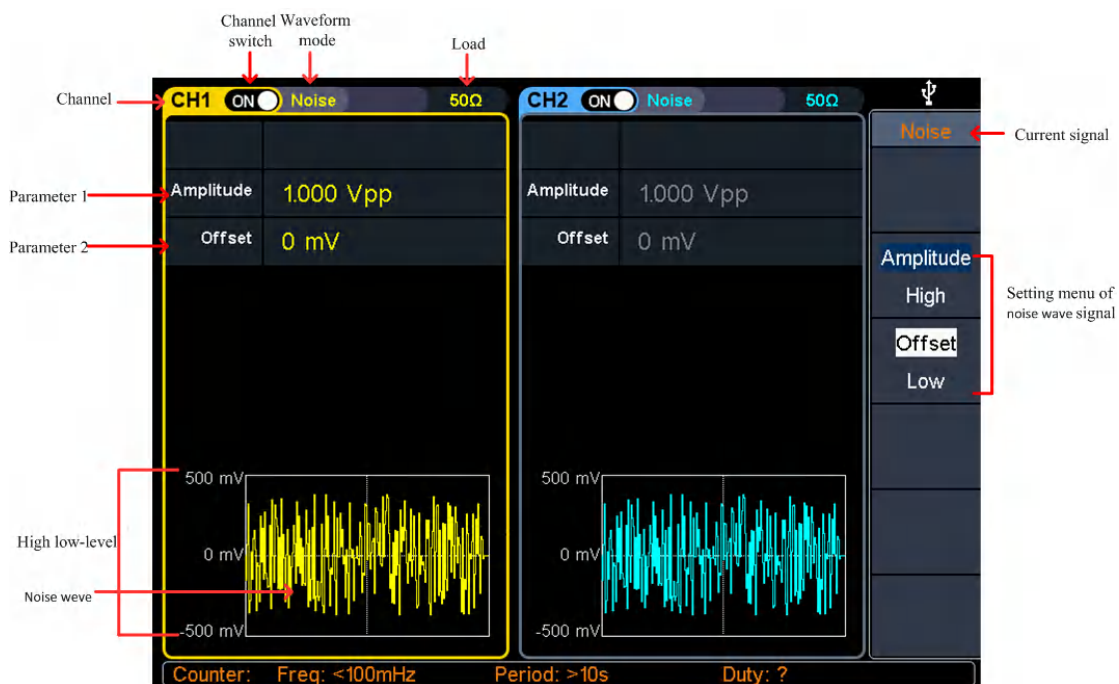 Channel switch
Waveform mode
Load
Channel
CH1 ON Noise 50Ω
CH2 ON Noise 50Ω
Noise
Current signal
Parameter 1
Amplitude 1.000 Vpp
Amplitude 1.000 Vpp
Parameter 2
Offset 0 mV
Offset 0 mV
Amplitude
High
Offset
Low
Setting menu of
noise wave signal
500 mV
500 mV
High low-level
0 mV
0 mV
Noise weve
-500 mV
-500 mV
Counter: Freq: <100mHz Period: >10s Duty: ?